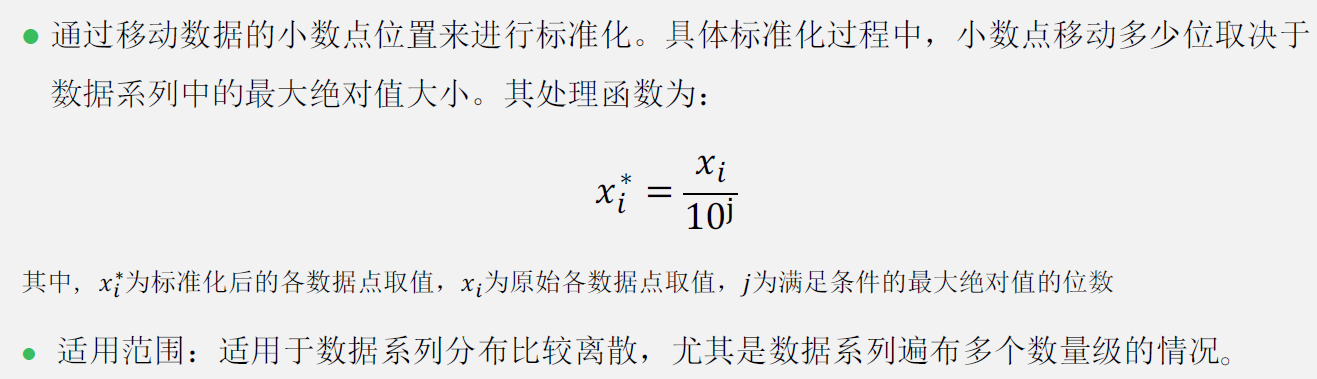 ● 通过移动数据的小数点位置来进行标准化。具体标准化过程中，小数点移动多少位取决于
数据系列中的最大绝对值大小。其处理函数为：
x_i^* = x_i / 10^j
其中，x_i^*为标准化后的各数据点取值，x_i为原始各数据点取值，j为满足条件的最大绝对值的位数
● 适用范围：适用于数据系列分布比较离散，尤其是数据系列遍布多个数量级的情况。